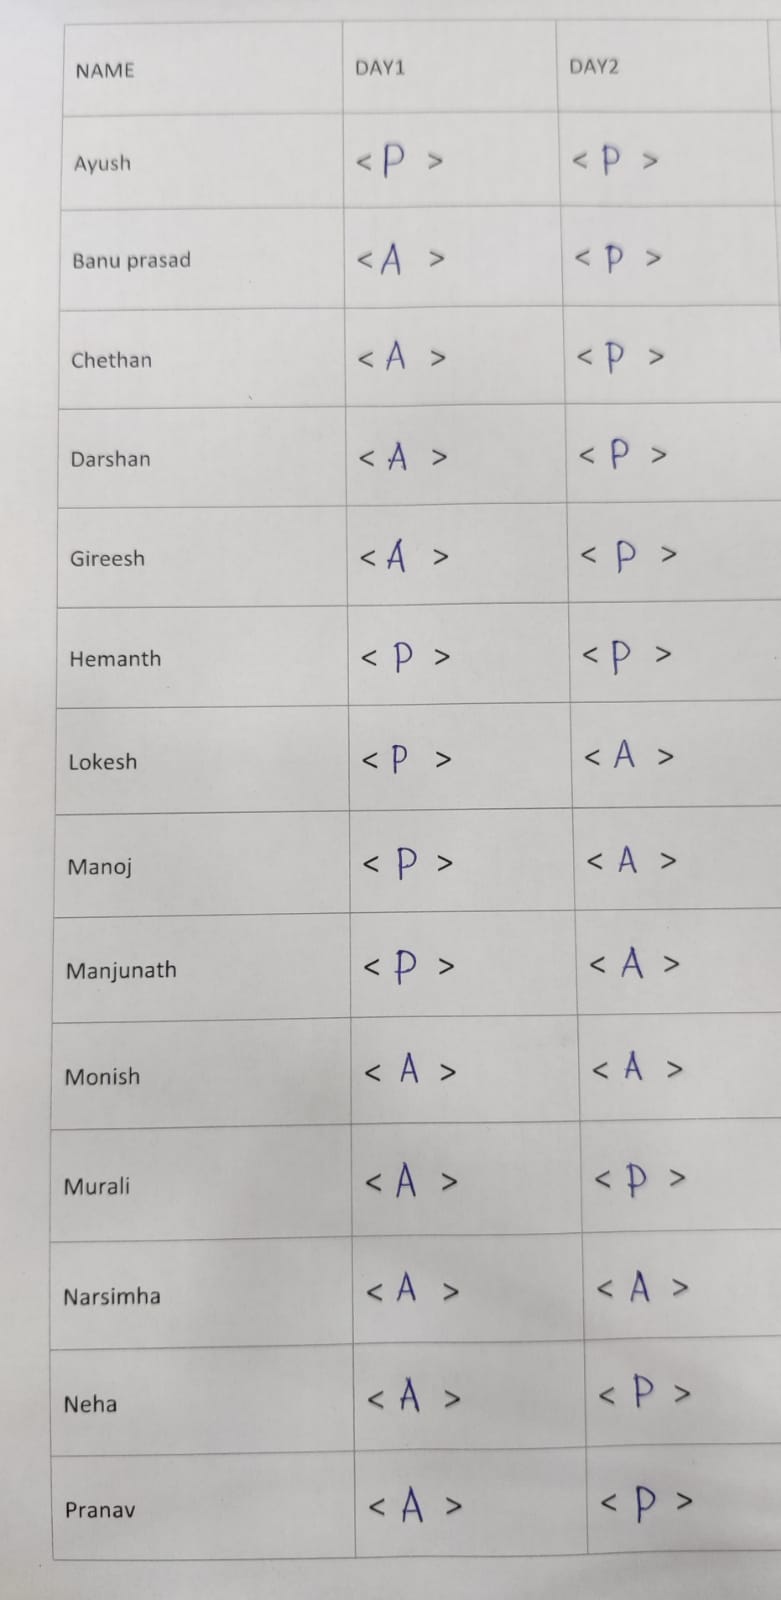 NAME DAY1 DAY2
Ayush < P > < P >
Banu prasad < A > < P >
Chethan < A > < P >
Darshan < A > < P >
Gireesh < A > < P >
Hemanth < P > < P >
Lokesh < P > < A >
Manoj < P > < A >
Manjunath < P > < A >
Monish < A > < A >
Murali < A > < P >
Narsimha < A > < A >
Neha < A > < P >
Pranav < A > < P >